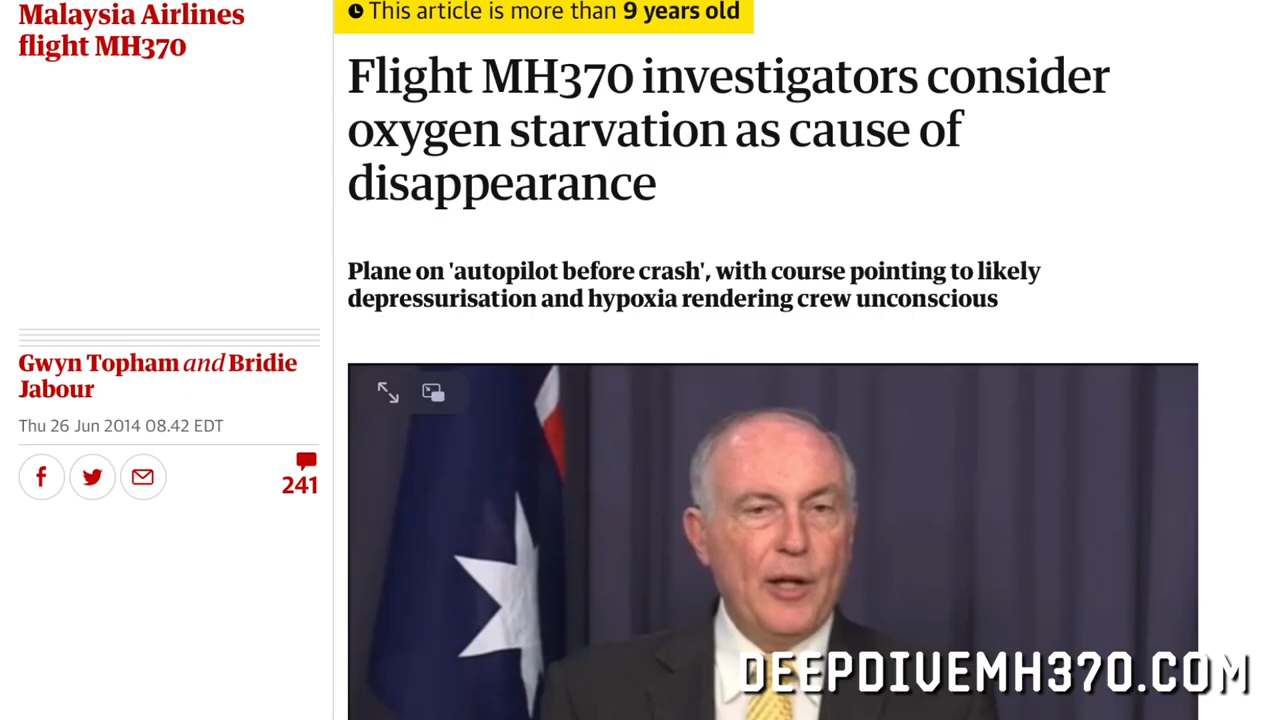 Malaysia Airlines
flight MH370
This article is more than 9 years old
Flight MH370 investigators consider
oxygen starvation as cause of
disappearance
Plane on 'autopilot before crash', with course pointing to likely
depressurisation and hypoxia rendering crew unconscious
Gwyn Topham and Bridie
Jabour
Thu 26 Jun 2014 08.42 EDT
241
DEEPDIVEMH370.COM